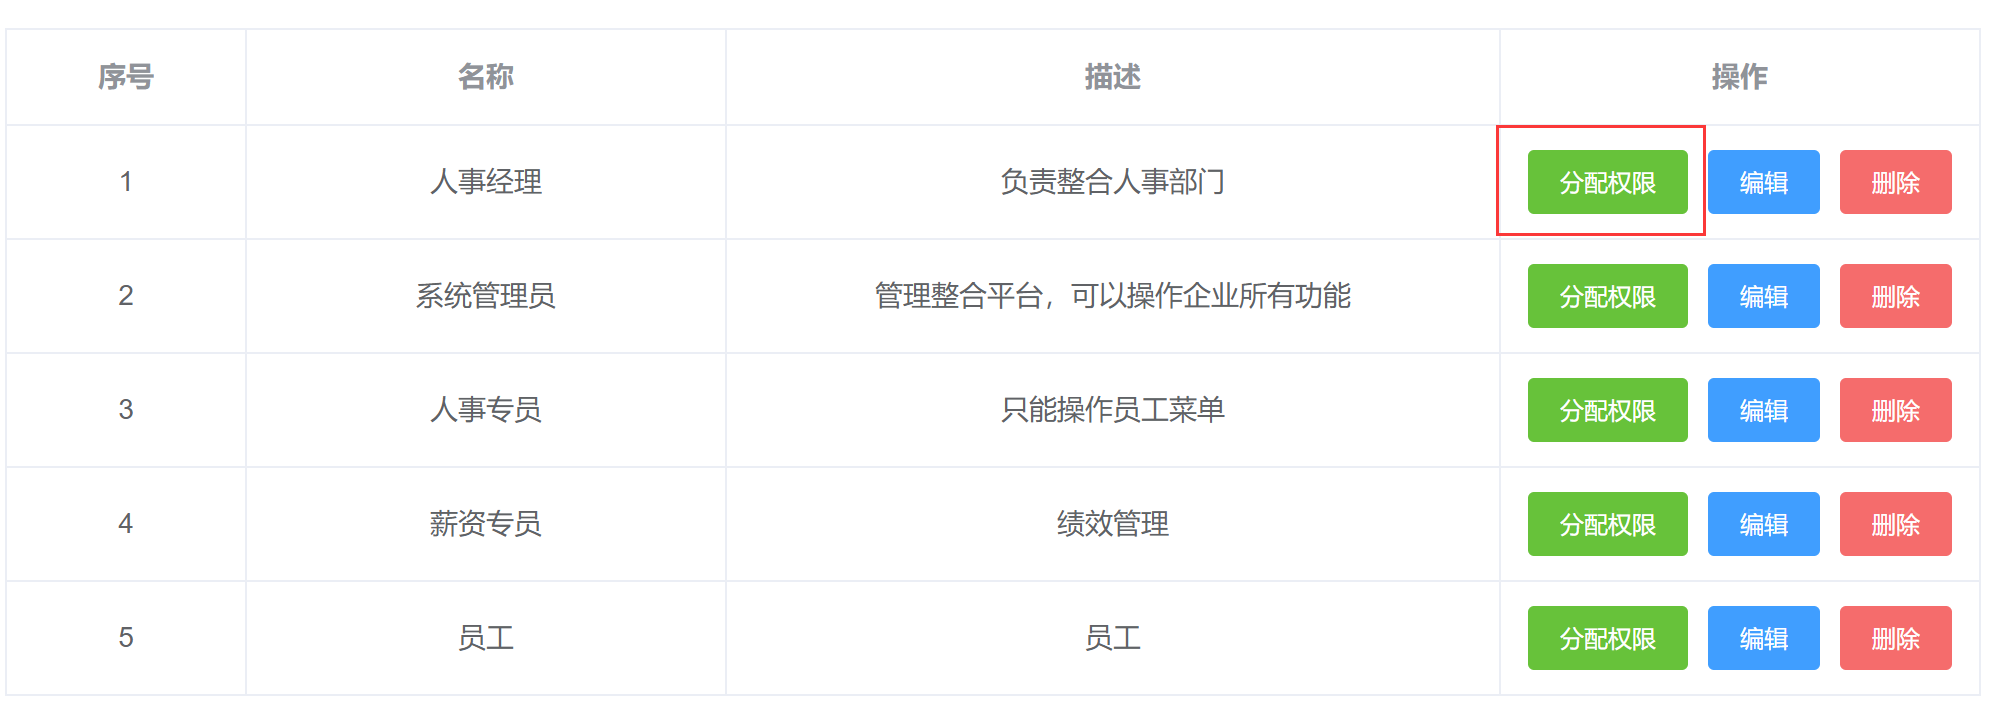 序号 名称 描述 操作
1 人事经理 负责整合人事部门 分配权限 编辑 删除
2 系统管理员 管理整合平台，可以操作企业所有功能 分配权限 编辑 删除
3 人事专员 只能操作员工菜单 分配权限 编辑 删除
4 薪资专员 绩效管理 分配权限 编辑 删除
5 员工 员工 分配权限 编辑 删除